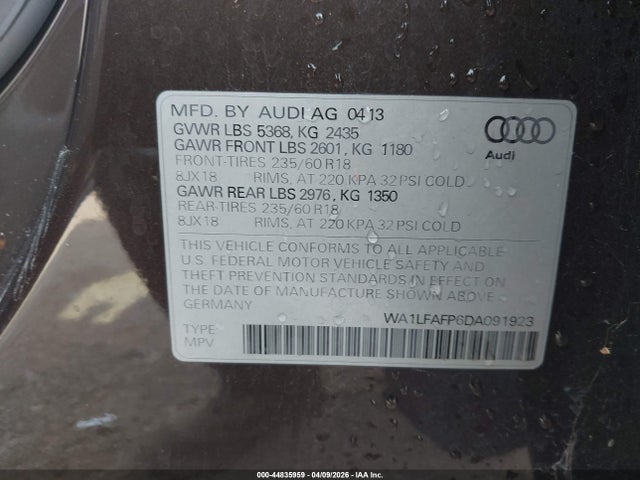 MFD. BY AUDI AG 04 13
GVWR LBS 5368, KG 2435
GAWR FRONT LBS 2601, KG 1180
FRONT-TIRES 235/60 R18
8JX18 RIMS, AT 220 KPA 32 PSI COLD
GAWR REAR LBS 2976, KG 1350
REAR-TIRES 235/60 R18
8JX18 RIMS, AT 220 KPA 32 PSI COLD
Audi
THIS VEHICLE CONFORMS TO ALL APPLICABLE
U.S. FEDERAL MOTOR VEHICLE SAFETY AND
THEFT PREVENTION STANDARDS IN EFFECT ON
THE DATE OF MANUFACTURE SHOWN ABOVE
GERMANY
WA1LFAFP6DA091923
TYPE:
MPV
000-44835959 04/09/2026 - IAA Inc.